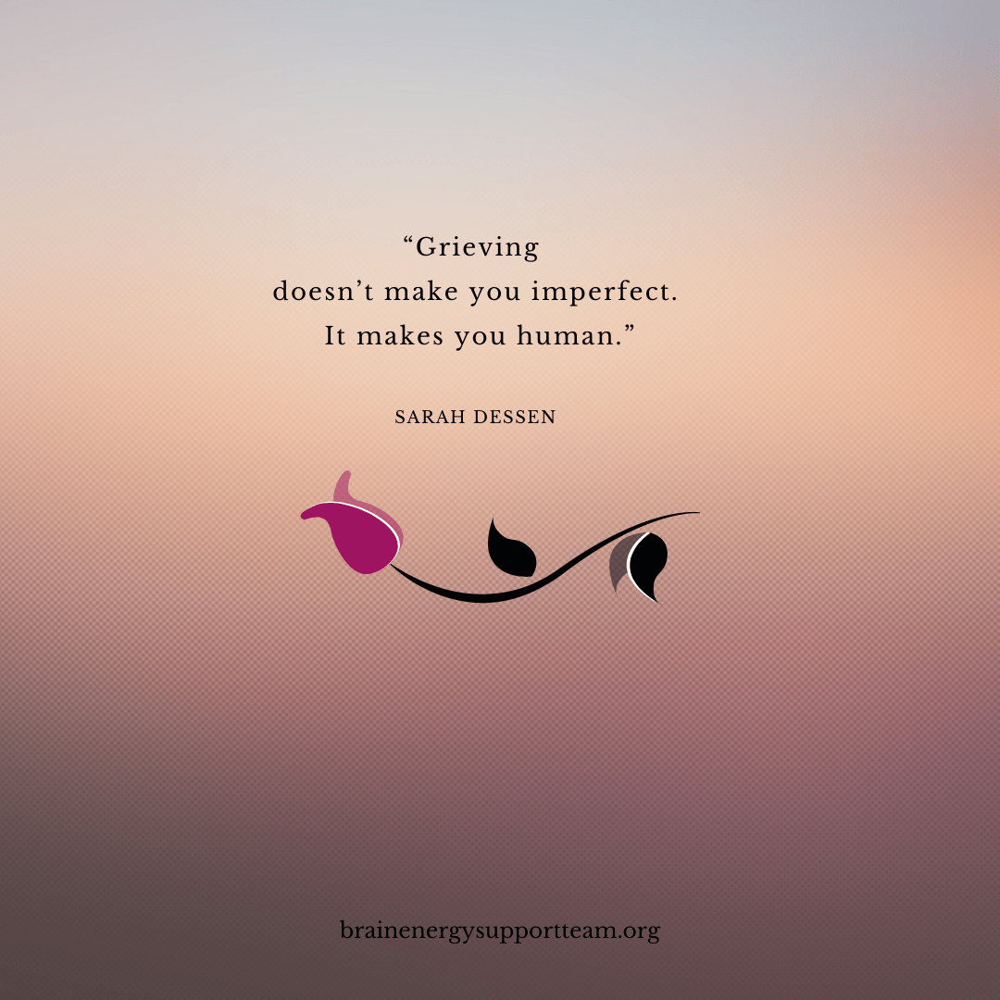 “Grieving
doesn’t make you imperfect.
It makes you human.”
SARAH DESSEN
brainenergysupportteam.org